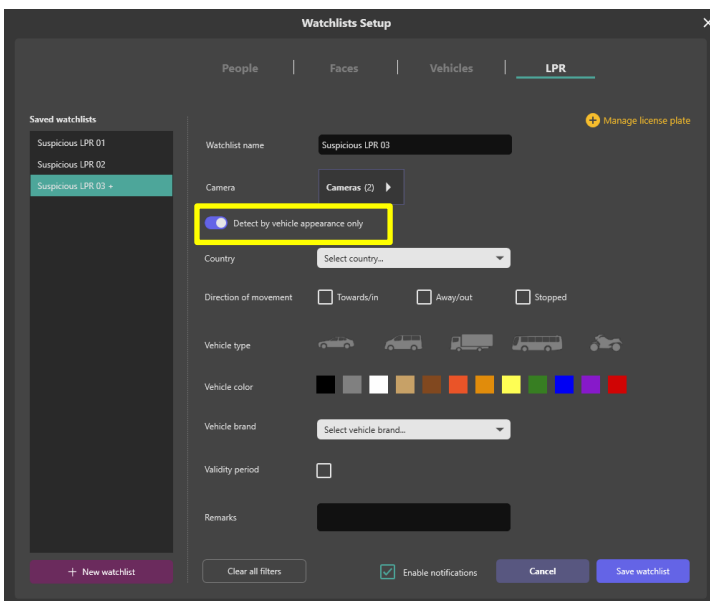 Watchlists Setup
People
Faces
Vehicles
LPR
Saved watchlists
Suspicious LPR 01
Suspicious LPR 02
Suspicious LPR 03 +
+ New watchlist
Manage license plate
Watchlist name
Suspicious LPR 03
Camera
Cameras (2)
Detect by vehicle appearance only
Country
Select country...
Direction of movement
Towards/in
Away/out
Stopped
Vehicle type
Vehicle color
Vehicle brand
Select vehicle brand...
Validity period
Remarks
Clear all filters
Enable notifications
Cancel
Save watchlist